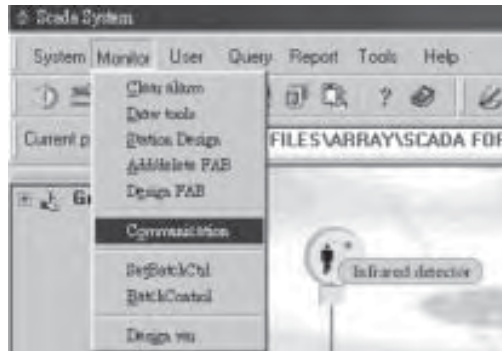 Scada System
System Monitor User Query Report Tools Help
Clear alarm
Draw tools
Station Design
Add/delete FAB
Design FAB
Current p FILES\ARRAY\SCADA FOR
Communication
Infrared detector
SetBatchCtrl
BatchControl
Design